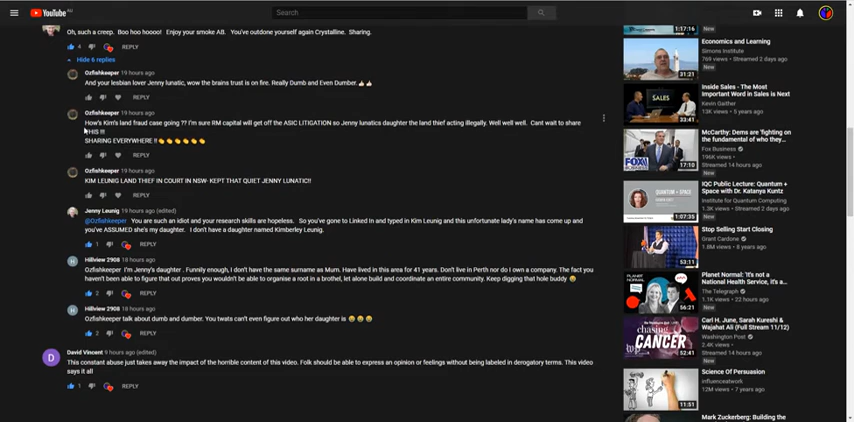 YouTube AU
Search
Oh, such a creep. Boo hoo hoooo! Enjoy your smoke AB. You've outdone yourself again Crystalline. Sharing.
4 REPLY
Hide 6 replies
Ozfishkeeper 19 hours ago
And your lesbian lover Jenny lunatic, wow the brains trust is on fire. Really Dumb and Even Dumber.👍👍
REPLY
Ozfishkeeper 19 hours ago
How's Kim's land fraud case going ?? I'm sure RM capital will get off the ASIC LITIGATION so Jenny lunatics daughter the land thief acting illegally. Well well well. Cant wait to share
THIS !!!
SHARING EVERYWHERE !!👏👏👏👏👏👏
REPLY
Ozfishkeeper 19 hours ago
KIM LEUNIG LAND THIEF IN COURT IN NSW- KEPT THAT QUIET JENNY LUNATIC!!
REPLY
Jenny Leunig 19 hours ago (edited)
@Ozfishkeeper You are such an idiot and your research skills are hopeless. So you've gone to Linked In and typed in Kim Leunig and this unfortunate lady's name has come up and
you've ASSUMED she's my daughter. I don't have a daughter named Kimberley Leunig.
1 REPLY
Hillview 2908 18 hours ago
Ozfishkeeper I'm Jenny's daughter . Funnily enough, I don't have the same surname as Mum. Have lived in this area for 41 years. Don't live in Perth nor do I own a company. The fact you
haven't been able to figure that out proves you wouldn't be able to organise a root in a brothel, let alone build and coordinate an entire community. Keep digging that hole buddy 😂
2 REPLY
Hillview 2908 18 hours ago
Ozfishkeeper talk about dumb and dumber. You twats can't even figure out who her daughter is 😂 😂 😂
2 REPLY
D
David Vincent 9 hours ago (edited)
This constant abuse just takes away the impact of the horrible content of this video. Folk should be able to express an opinion or feelings without being labeled in derogatory terms. This video
says it all
1 REPLY
1:17:16
New
Economics and Learning
Simons Institute
769 views • Streamed 2 days ago
New
31:21
Inside Sales - The Most
Important Word in Sales is Next
Kevin Gaither
SALES
33:41
McCarthy: Dems are 'fighting on
the fundamental of who they...
Fox Business
196K views •
Streamed 14 hours ago
New
17:10
IQC Public Lecture: Quantum +
Space with Dr. Katanya Kuntz
Institute for Quantum Computing
New
QUANTUM + SPACE
1:07:35
Stop Selling Start Closing
Grant Cardone
53:11
Planet Normal: It's not a
National Health Service, it's a...
The Telegraph
1.1K views • 22 hours ago
New
PLANET NORMAL
56:21
Carl H. June, Sarah Kureishi &
Wajahat Ali (Full Stream 11/12)
Washington Post
2.4K views •
Streamed 14 hours ago
New
chasing CANCER
52:41
Science Of Persuasion
influenceatwork
12M views • 7 years ago
11:51
Mark Zuckerberg: Building the